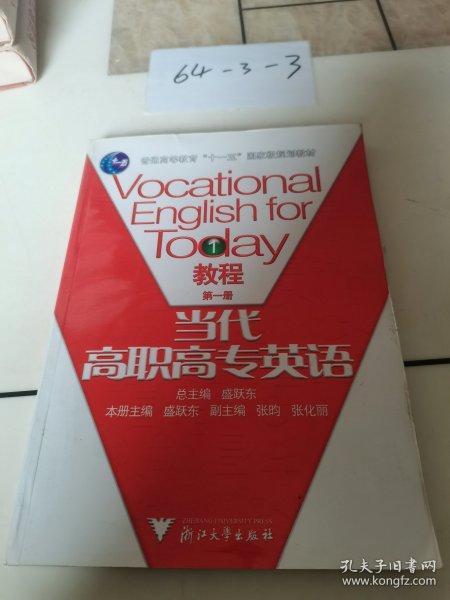 64-3-3
普通高等教育“十一五”国家级规划教材
Vocational
English for
Today
1
教程
第一册
当代
高职高专英语
总主编 盛跃东
本册主编 盛跃东 副主编 张昀 张化丽
ZHEJIANG UNIVERSITY PRESS
浙江大学出版社
孔夫子旧书网
www.kongfz.com